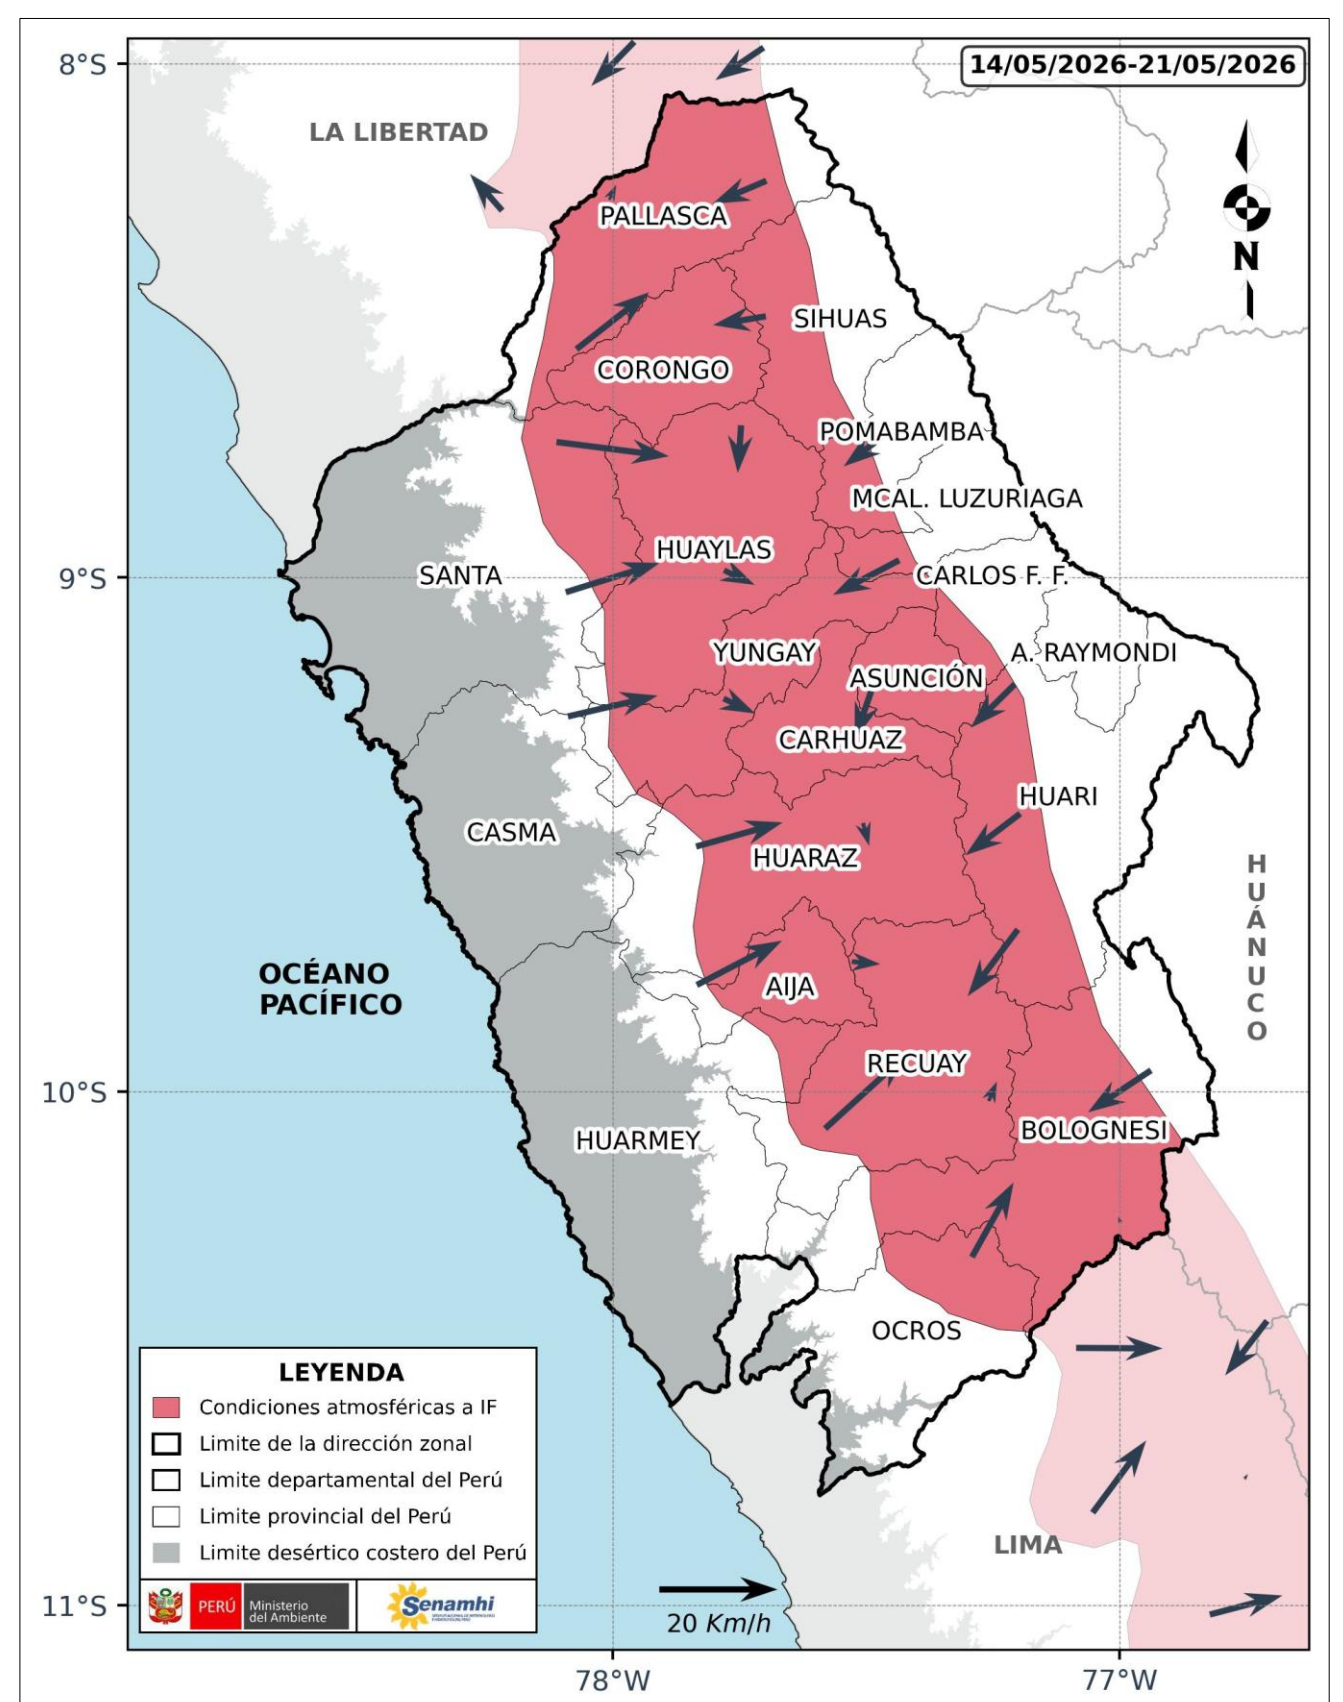 14/05/2026-21/05/2026
8°S
LA LIBERTAD
N
PALLASCA
SIHUAS
CORONGO
POMABAMBA
MCAL. LUZURIAGA
HUAYLAS
9°S
SANTA
CARLOS F. F.
YUNGAY
A. RAYMONDI
ASUNCIÓN
CARHUAZ
HUARI
CASMA
HUARAZ
HUÁNUCO
OCÉANO
PACÍFICO
AIJA
RECUAY
10°S
HUARMEY
BOLOGNESI
OCROS
LEYENDA
Condiciones atmosféricas a IF
Limite de la dirección zonal
Limite departamental del Perú
Limite provincial del Perú
Limite desértico costero del Perú
PERÚ
Ministerio
del Ambiente
Senamhi
LIMA
11°S
20 Km/h
78°W
77°W